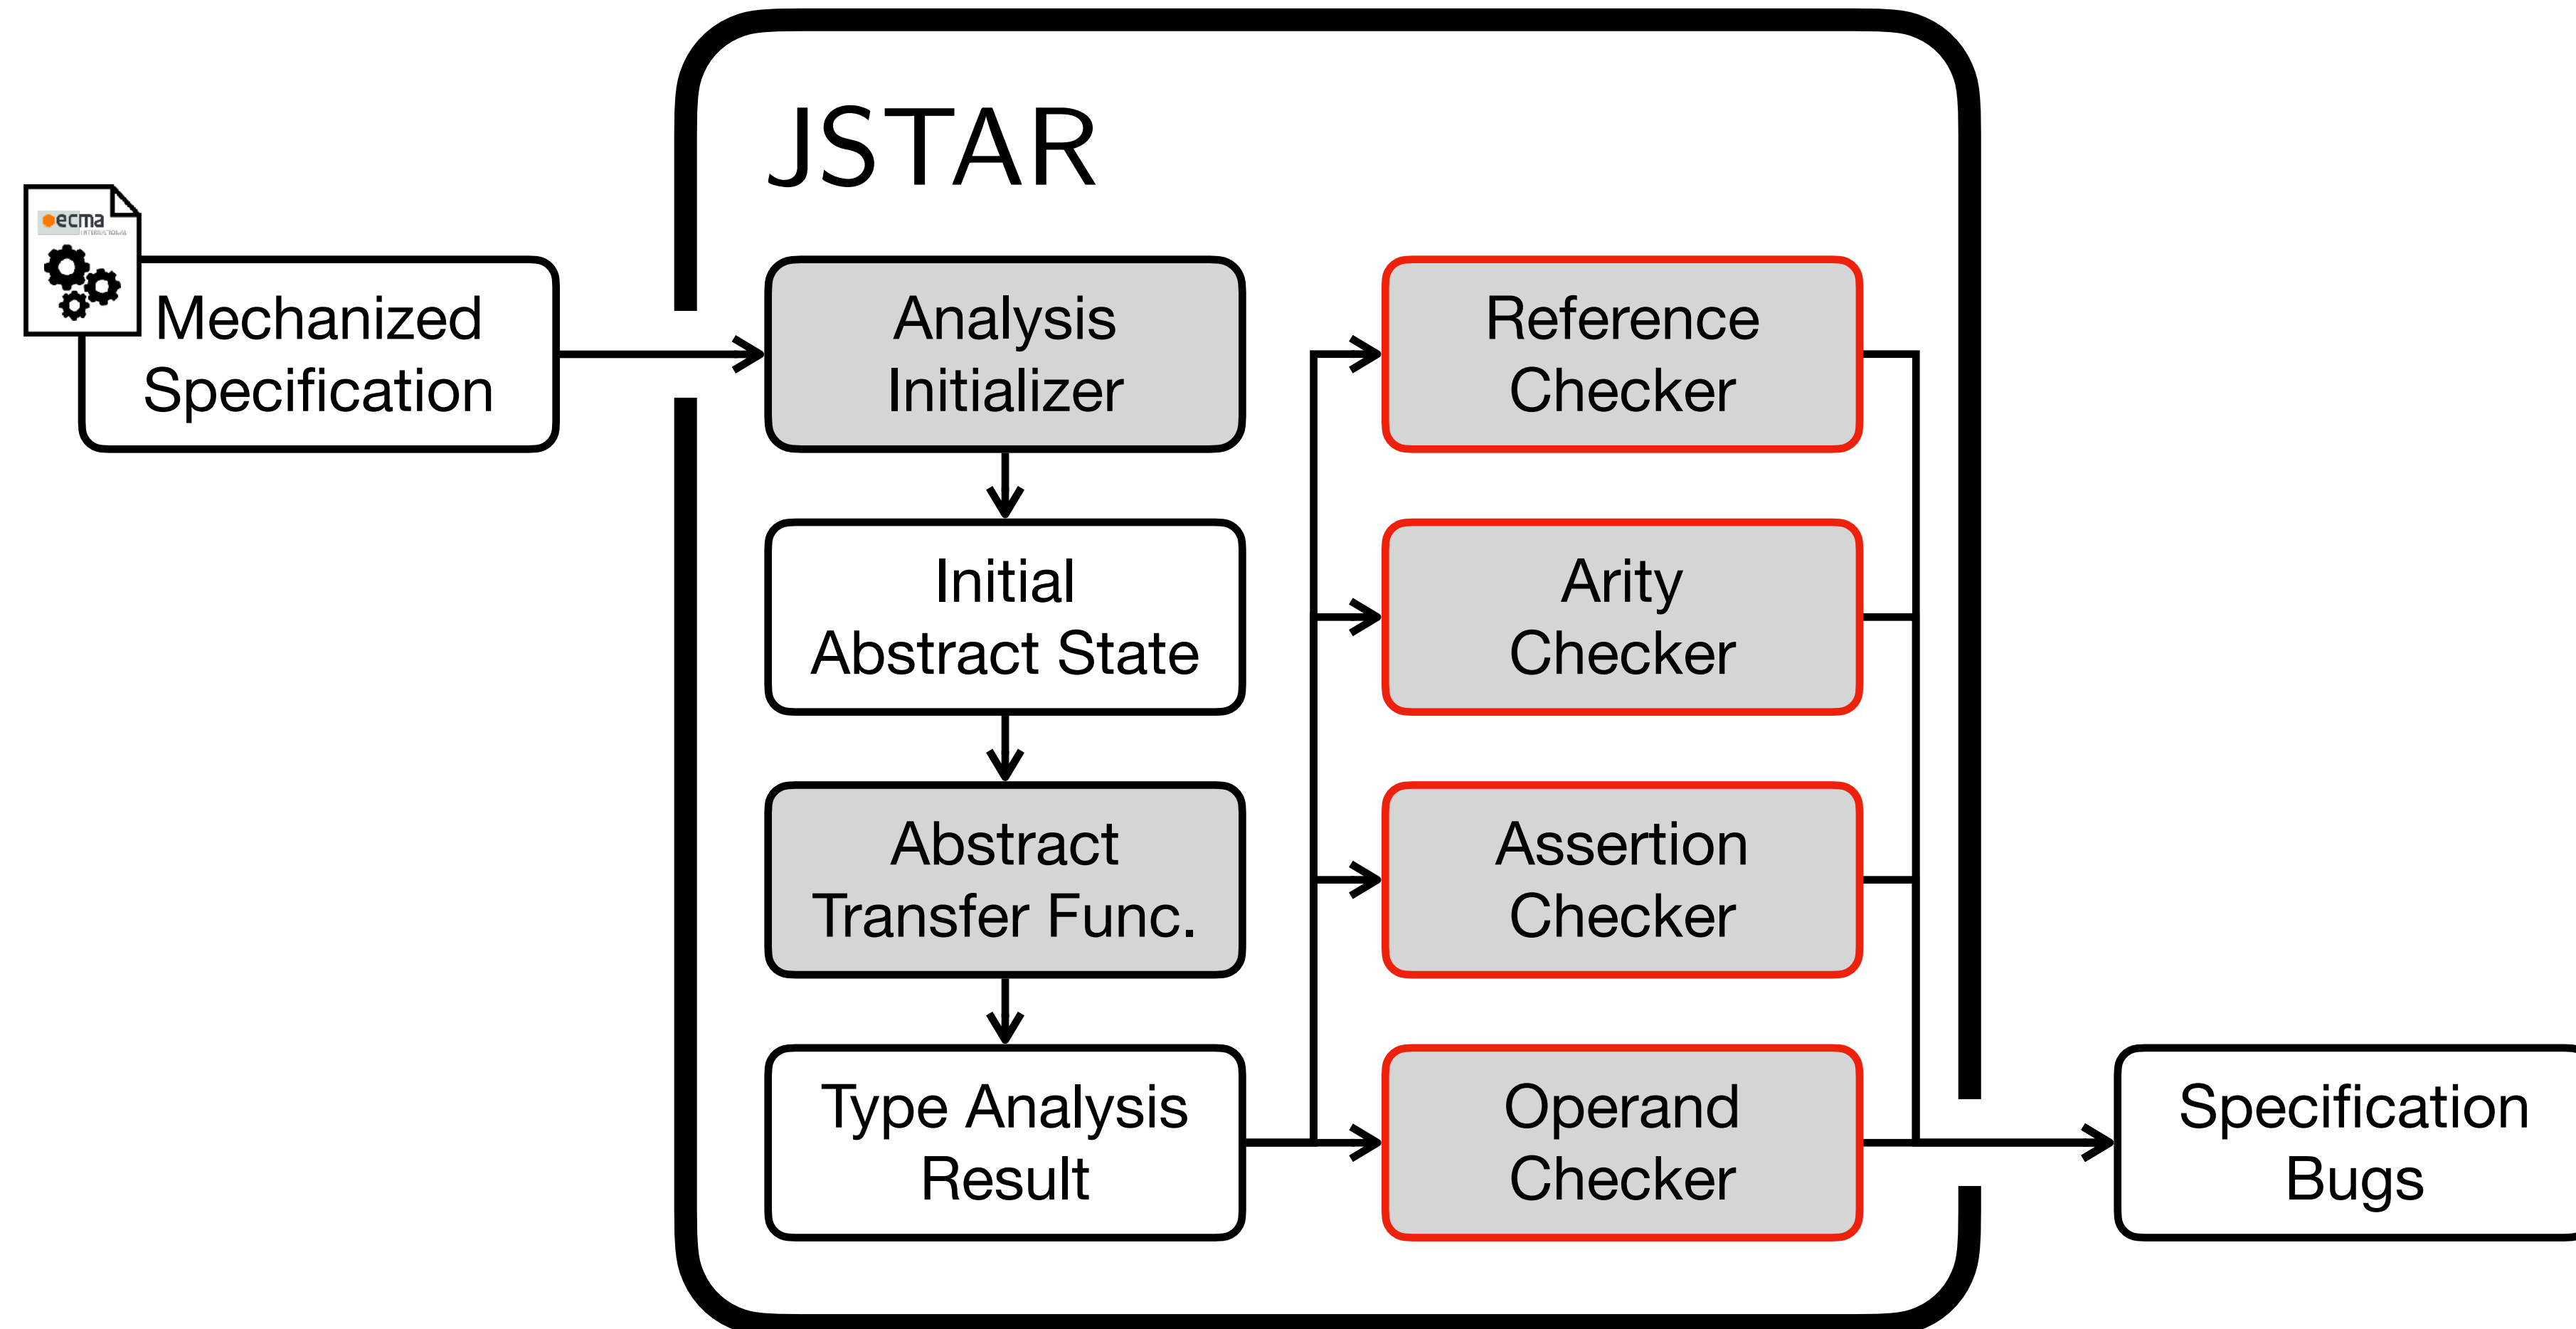 JSTAR
ecma
INTERNATIONAL
Mechanized
Specification
Analysis
Initializer
Initial
Abstract State
Abstract
Transfer Func.
Type Analysis
Result
Reference
Checker
Arity
Checker
Assertion
Checker
Operand
Checker
Specification
Bugs